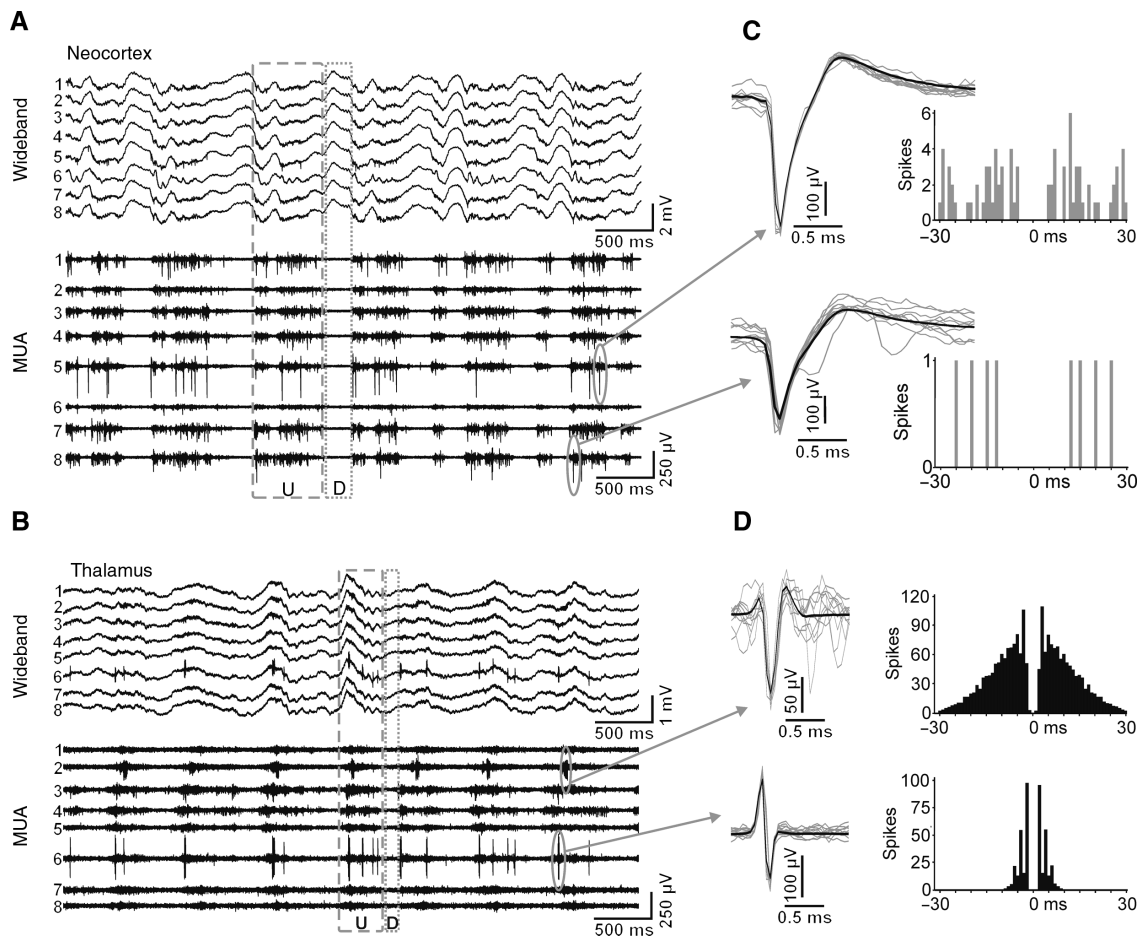 A
Neocortex
Wideband
1
2
3
4
5
6
7
8
2 mV
500 ms
MUA
1
2
3
4
5
6
7
8
250 µV
500 ms
U
D
B
Thalamus
Wideband
1
2
3
4
5
6
7
8
1 mV
500 ms
MUA
1
2
3
4
5
6
7
8
250 µV
500 ms
U
D
C
100 µV
0.5 ms
Spikes
6
4
2
0
−30 0 ms 30
100 µV
0.5 ms
Spikes
1
0
−30 0 ms 30
D
50 µV
0.5 ms
Spikes
120
90
60
30
0
−30 0 ms 30
100 µV
0.5 ms
Spikes
100
75
50
25
0
−30 0 ms 30